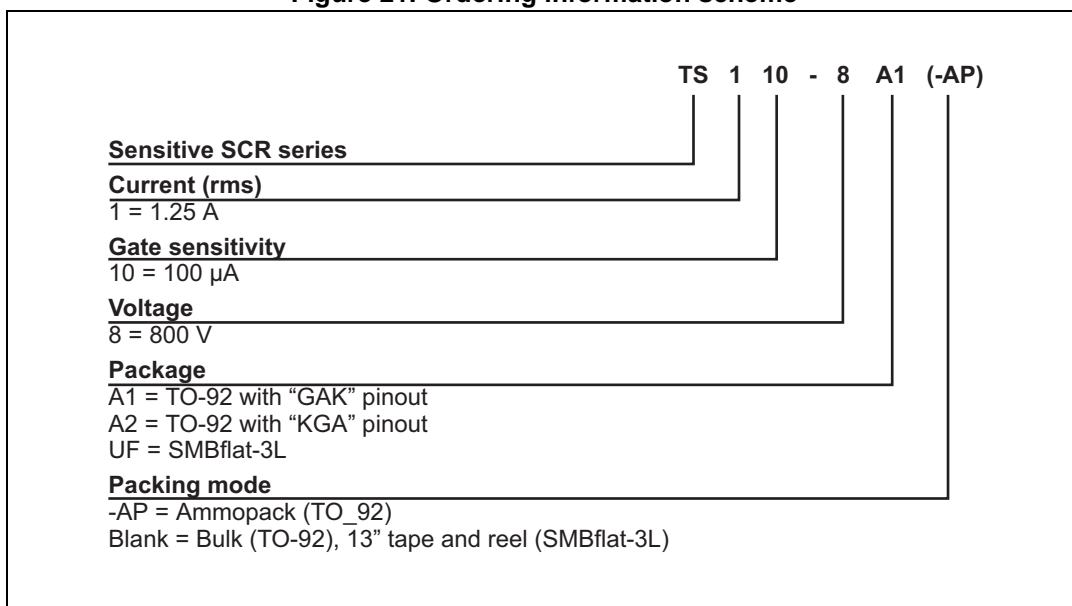 Figure 21. Ordering information scheme
TS 1 10 - 8 A1 (-AP)
Sensitive SCR series
Current (rms)
1 = 1.25 A
Gate sensitivity
10 = 100 µA
Voltage
8 = 800 V
Package
A1 = TO-92 with “GAK” pinout
A2 = TO-92 with “KGA” pinout
UF = SMBflat-3L
Packing mode
-AP = Ammopack (TO_92)
Blank = Bulk (TO-92), 13” tape and reel (SMBflat-3L)